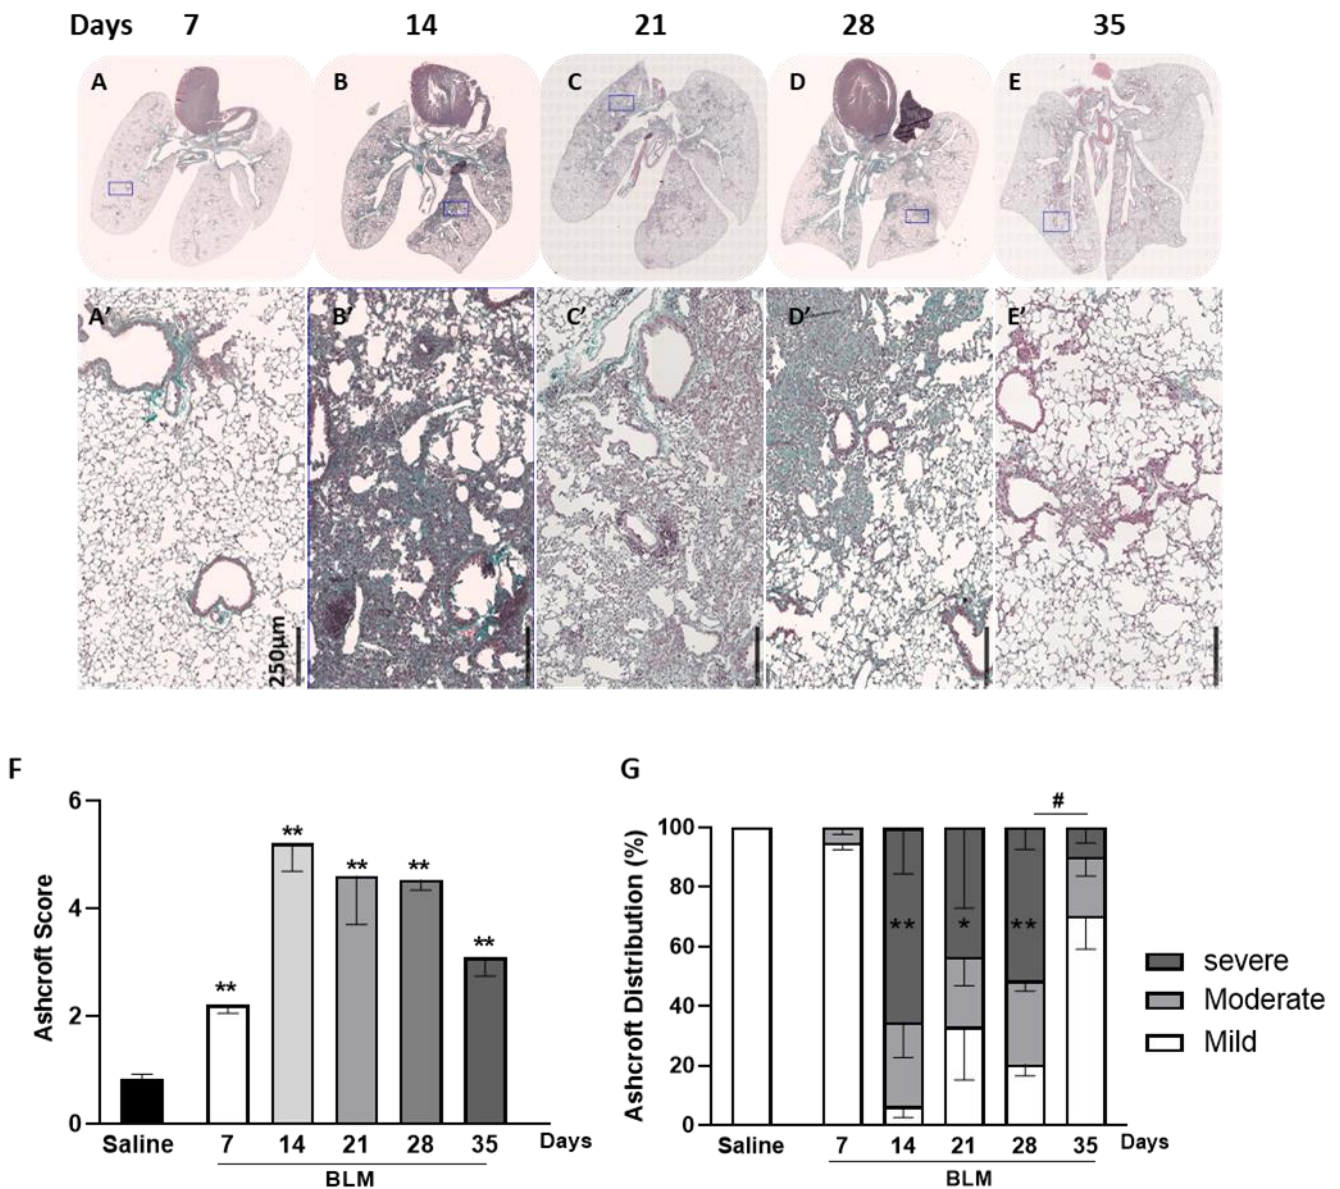 Days 7 14 21 28 35
A B C D E
A′ B′ C′ D′ E′
250μm
F
Ashcroft Score
6
4
2
0
** ** ** ** **
Saline 7 14 21 28 35 Days
BLM
G
Ashcroft Distribution (%)
#
100
80
60
40
20
0
** * **
Saline 7 14 21 28 35 Days
BLM
severe
Moderate
Mild